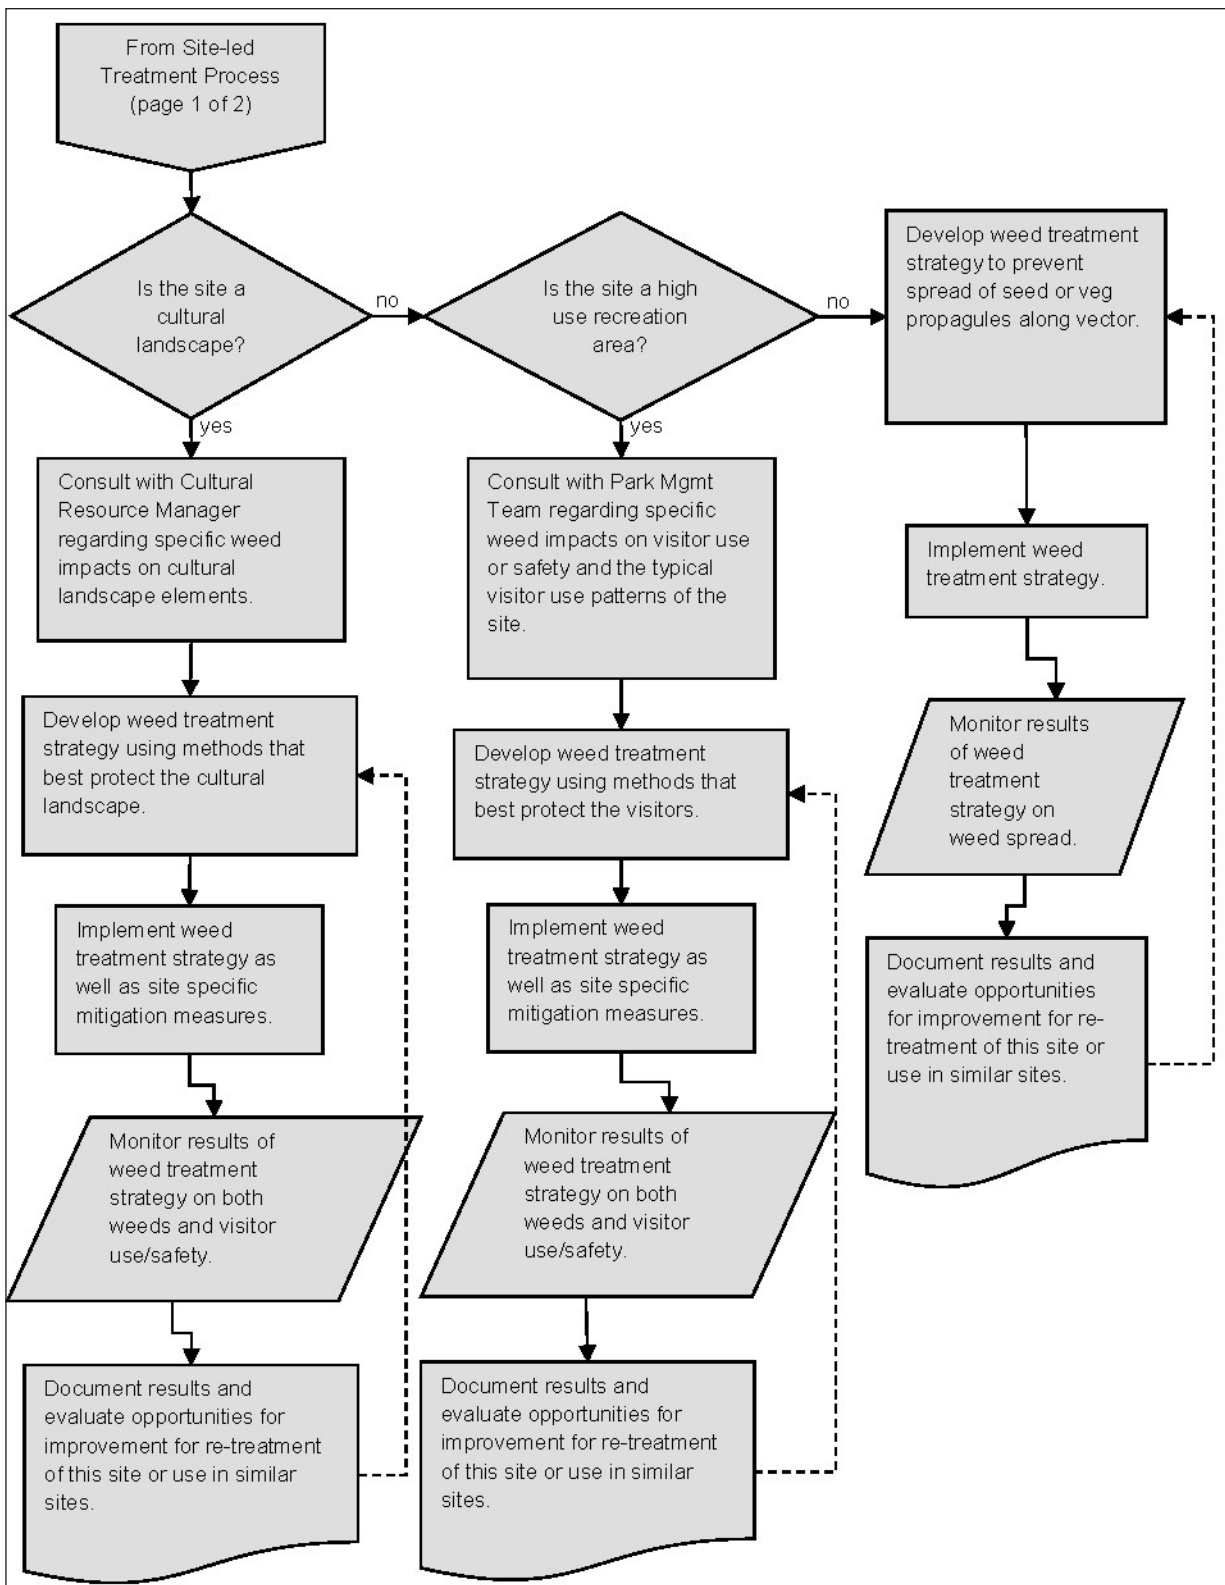 From Site-led
Treatment Process
(page 1 of 2)
Is the site a
cultural
landscape?
no
yes
Consult with Cultural
Resource Manager
regarding specific weed
impacts on cultural
landscape elements.
Develop weed treatment
strategy using methods that
best protect the cultural
landscape.
Implement weed
treatment strategy as
well as site specific
mitigation measures.
Monitor results of
weed treatment
strategy on both
weeds and visitor
use/safety.
Document results and
evaluate opportunities for
improvement for re-treatment
of this site or use in similar
sites.
Is the site a high
use recreation
area?
no
yes
Consult with Park Mgmt
Team regarding specific
weed impacts on visitor use
or safety and the typical
visitor use patterns of the
site.
Develop weed treatment
strategy using methods that
best protect the visitors.
Implement weed
treatment strategy as
well as site specific
mitigation measures.
Monitor results of
weed treatment
strategy on both
weeds and visitor
use/safety.
Document results and
evaluate opportunities for
improvement for re-treatment
of this site or use in similar
sites.
Develop weed treatment
strategy to prevent
spread of seed or veg
propagules along vector.
Implement weed
treatment strategy.
Monitor results
of weed
treatment
strategy on
weed spread.
Document results and
evaluate opportunities
for improvement for re-
treatment of this site or
use in similar sites.